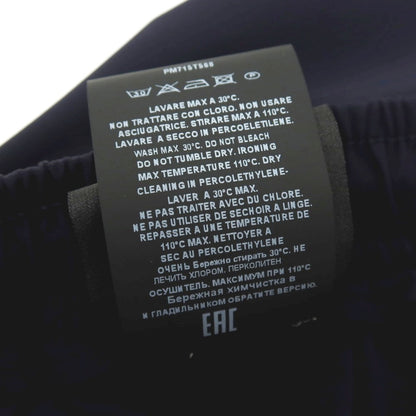 PM715TS68
LAVARE MAX A 30°C.
NON TRATTARE CON CLORO. NON USARE
ASCIUGATRICE. STIRARE MAX A 110°C.
LAVARE A SECCO IN PERCOELETILENE.
WASH MAX 30°C. DO NOT BLEACH
DO NOT TUMBLE DRY. IRONING
MAX TEMPERATURE 110°C. DRY
CLEANING IN PERCOLETHYLENE-
LAVER A 30°C MAX.
NE PAS TRAITER AVEC DU CHLORE.
NE PAS UTILISER DE SECHOIR A LINGE.
REPASSER A UNE TEMPERATURE DE
110°C MAX. NETTOYER A
SEC AU PERCOLETHYLENE
ОЧЕНЬ Бережно стирать 30°C. НЕ
ЛЕЧИТЬ ХЛОРОМ. ПЕРКОЛИТЕН
ОСУШИТЕЛЬ. МАКСИМУМ ПРИ 110°C
Бережная химчистка в
И ГЛАДИЛЬНИКОМ ОБРАТИТЕ ВЕРСИЮ.
EAC